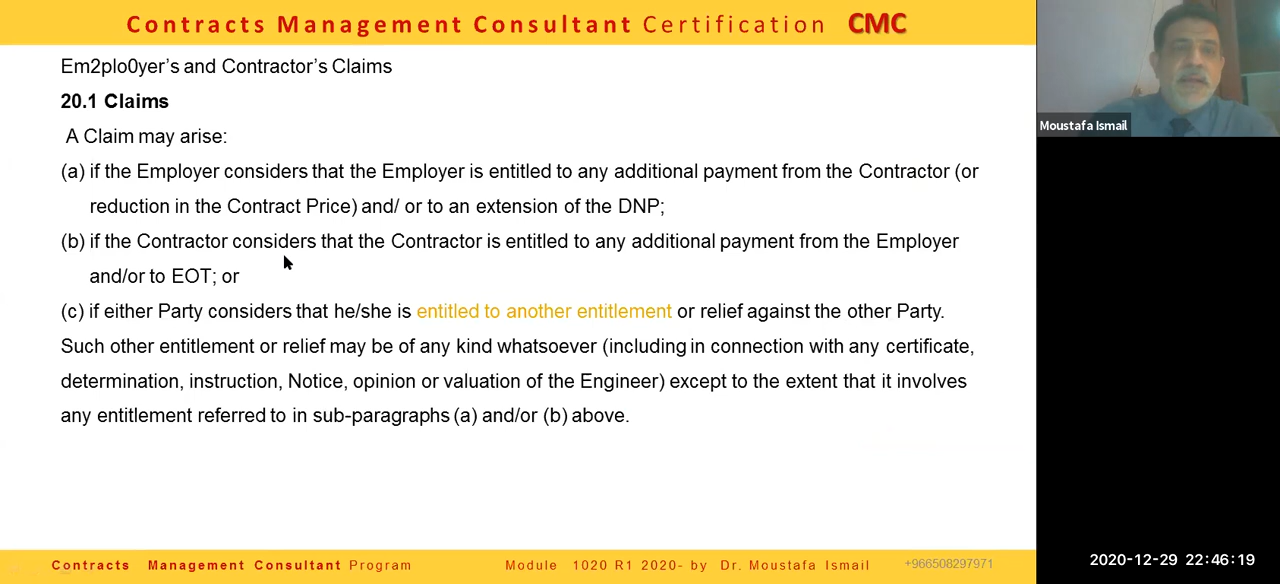 Contracts Management Consultant Certification CMC
Em2plo0yer's and Contractor's Claims
20.1 Claims
A Claim may arise:
(a) if the Employer considers that the Employer is entitled to any additional payment from the Contractor (or
reduction in the Contract Price) and/ or to an extension of the DNP;
(b) if the Contractor considers that the Contractor is entitled to any additional payment from the Employer
and/or to EOT; or
(c) if either Party considers that he/she is entitled to another entitlement or relief against the other Party.
Such other entitlement or relief may be of any kind whatsoever (including in connection with any certificate,
determination, instruction, Notice, opinion or valuation of the Engineer) except to the extent that it involves
any entitlement referred to in sub-paragraphs (a) and/or (b) above.
Contracts Management Consultant Program
Module 1020 R1 2020- by Dr. Moustafa Ismail
+966508297971
Moustafa Ismail
2020-12-29 22:46:19